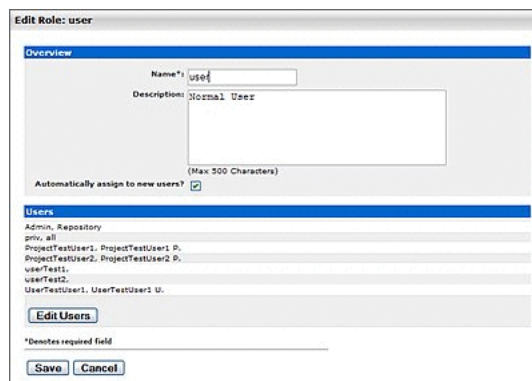 Edit Role: user
Overview
Name*: user
Description: Normal User
(Max 500 Characters)
Automatically assign to new users?
Users
Admin, Repository
priv, all
ProjectTestUser1, ProjectTestUser1 P.
ProjectTestUser2, ProjectTestUser2 P.
userTest1,
userTest2,
UserTestUser1, UserTestUser1 U.
Edit Users
*Denotes required field
Save Cancel